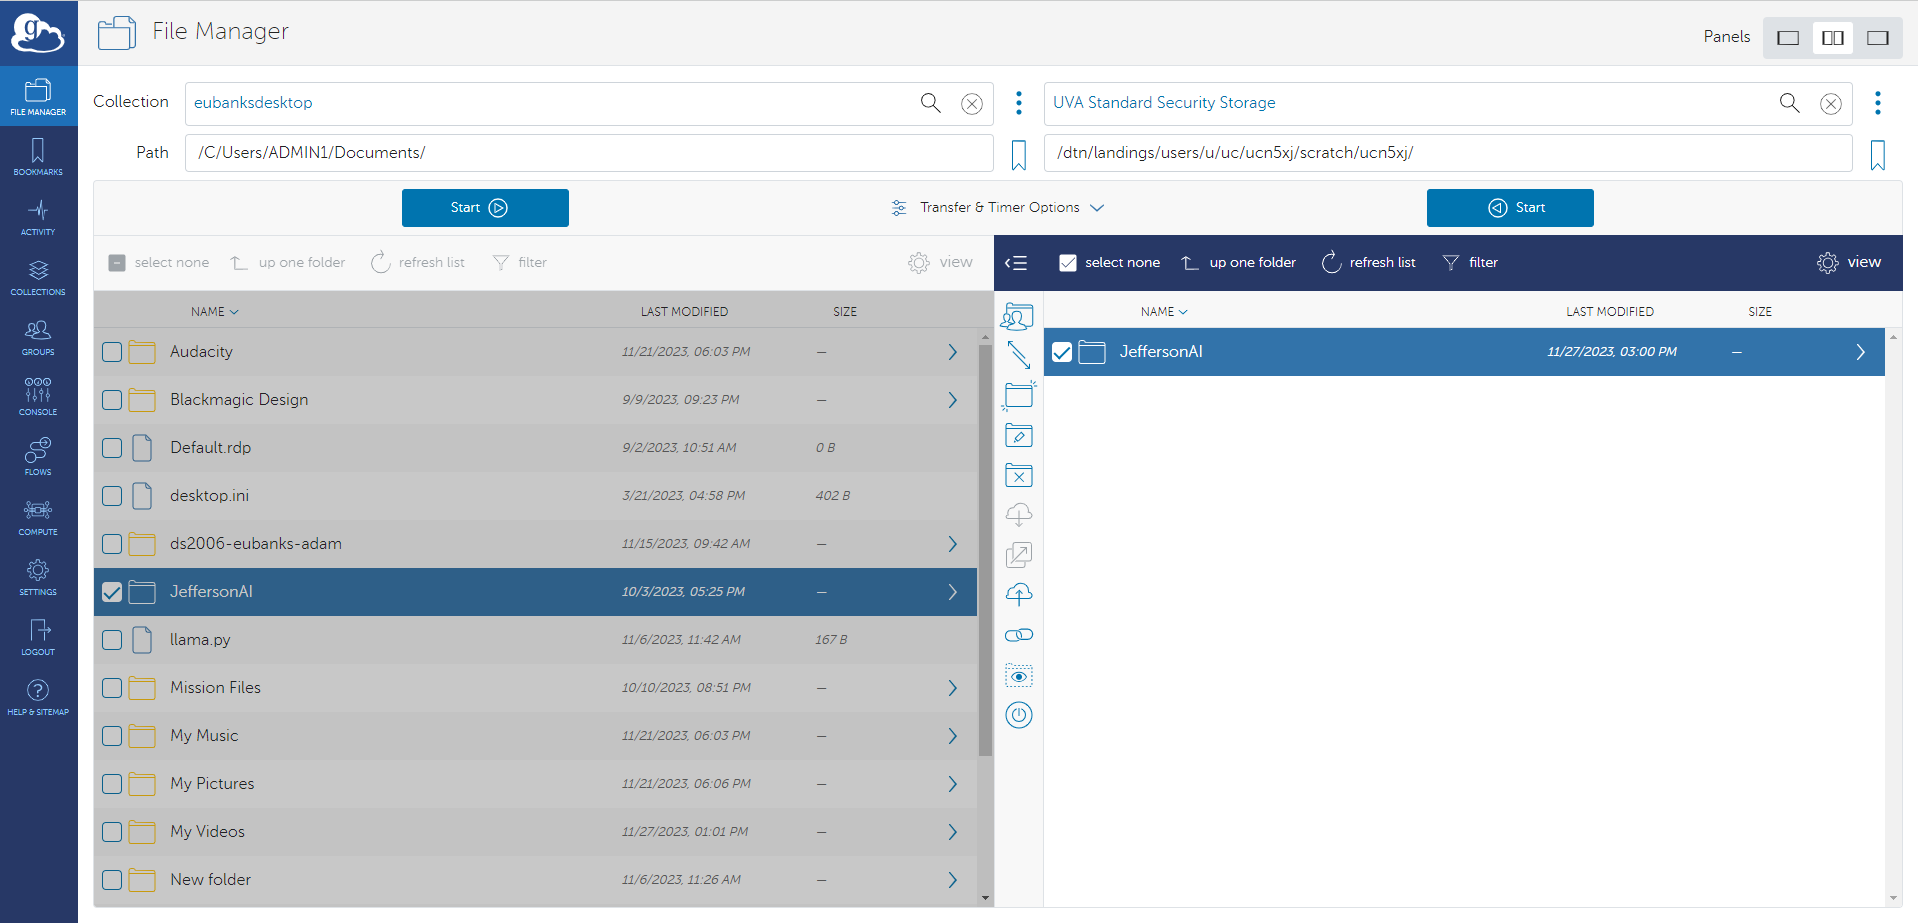 g
File Manager
Panels
FILE MANAGER
BOOKMARKS
ACTIVITY
COLLECTIONS
GROUPS
CONSOLE
FLOWS
COMPUTE
SETTINGS
LOGOUT
HELP & SITEMAP
Collection
eubanksdesktop
UVA Standard Security Storage
Path
/C/Users/ADMIN1/Documents/
/dtn/landings/users/u/uc/ucn5xj/scratch/ucn5xj/
Start
Transfer & Timer Options
Start
select none up one folder refresh list filter view
NAME LAST MODIFIED SIZE
Audacity 11/21/2023, 06:03 PM —
Blackmagic Design 9/9/2023, 09:23 PM —
Default.rdp 9/2/2023, 10:51 AM 0 B
desktop.ini 3/21/2023, 04:58 PM 402 B
ds2006-eubanks-adam 11/15/2023, 09:42 AM —
JeffersonAI 10/3/2023, 05:25 PM —
llama.py 11/6/2023, 11:42 AM 167 B
Mission Files 10/10/2023, 08:51 PM —
My Music 11/21/2023, 06:03 PM —
My Pictures 11/21/2023, 06:06 PM —
My Videos 11/27/2023, 01:01 PM —
New folder 11/6/2023, 11:26 AM —
select none up one folder refresh list filter view
NAME LAST MODIFIED SIZE
JeffersonAI 11/27/2023, 03:00 PM —